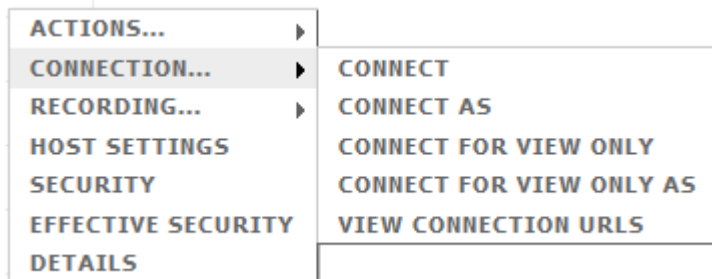 ACTIONS...
CONNECTION...
RECORDING...
HOST SETTINGS
SECURITY
EFFECTIVE SECURITY
DETAILS
CONNECT
CONNECT AS
CONNECT FOR VIEW ONLY
CONNECT FOR VIEW ONLY AS
VIEW CONNECTION URLS